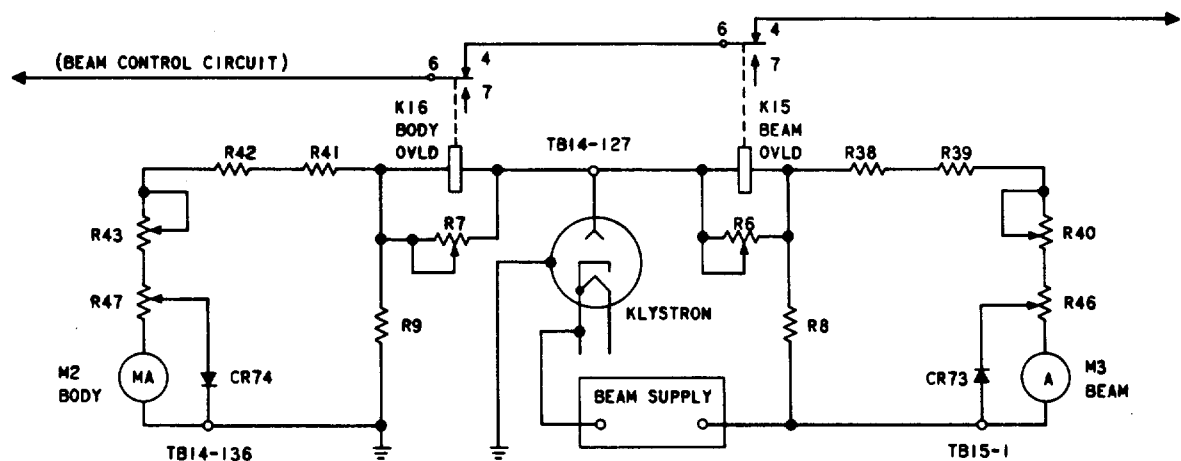 6 4
(BEAM CONTROL CIRCUIT) 6 4 7
7
K16
BODY
OVLD
K15
BEAM
OVLD
TB14-127
R42 R41 R38 R39
R43 R7 R6 R40
R47 R9 KLYSTRON R8 R46
M2
BODY
MA
CR74
BEAM SUPPLY
CR73
A
M3
BEAM
TB14-136 TB15-1